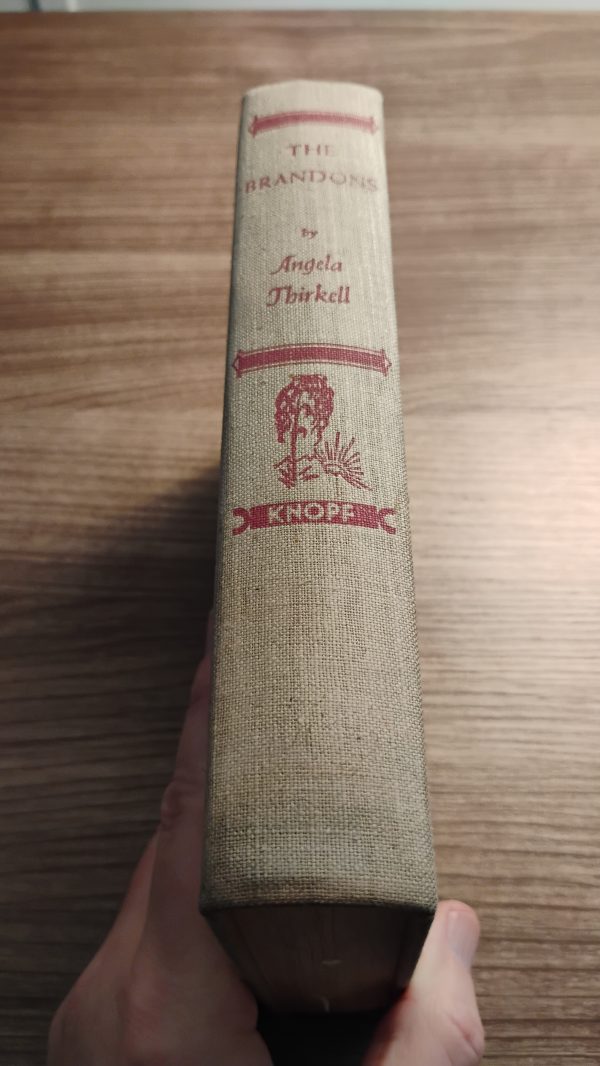 THE
BRANDONS
by
Angela
Thirkell
KNOPF